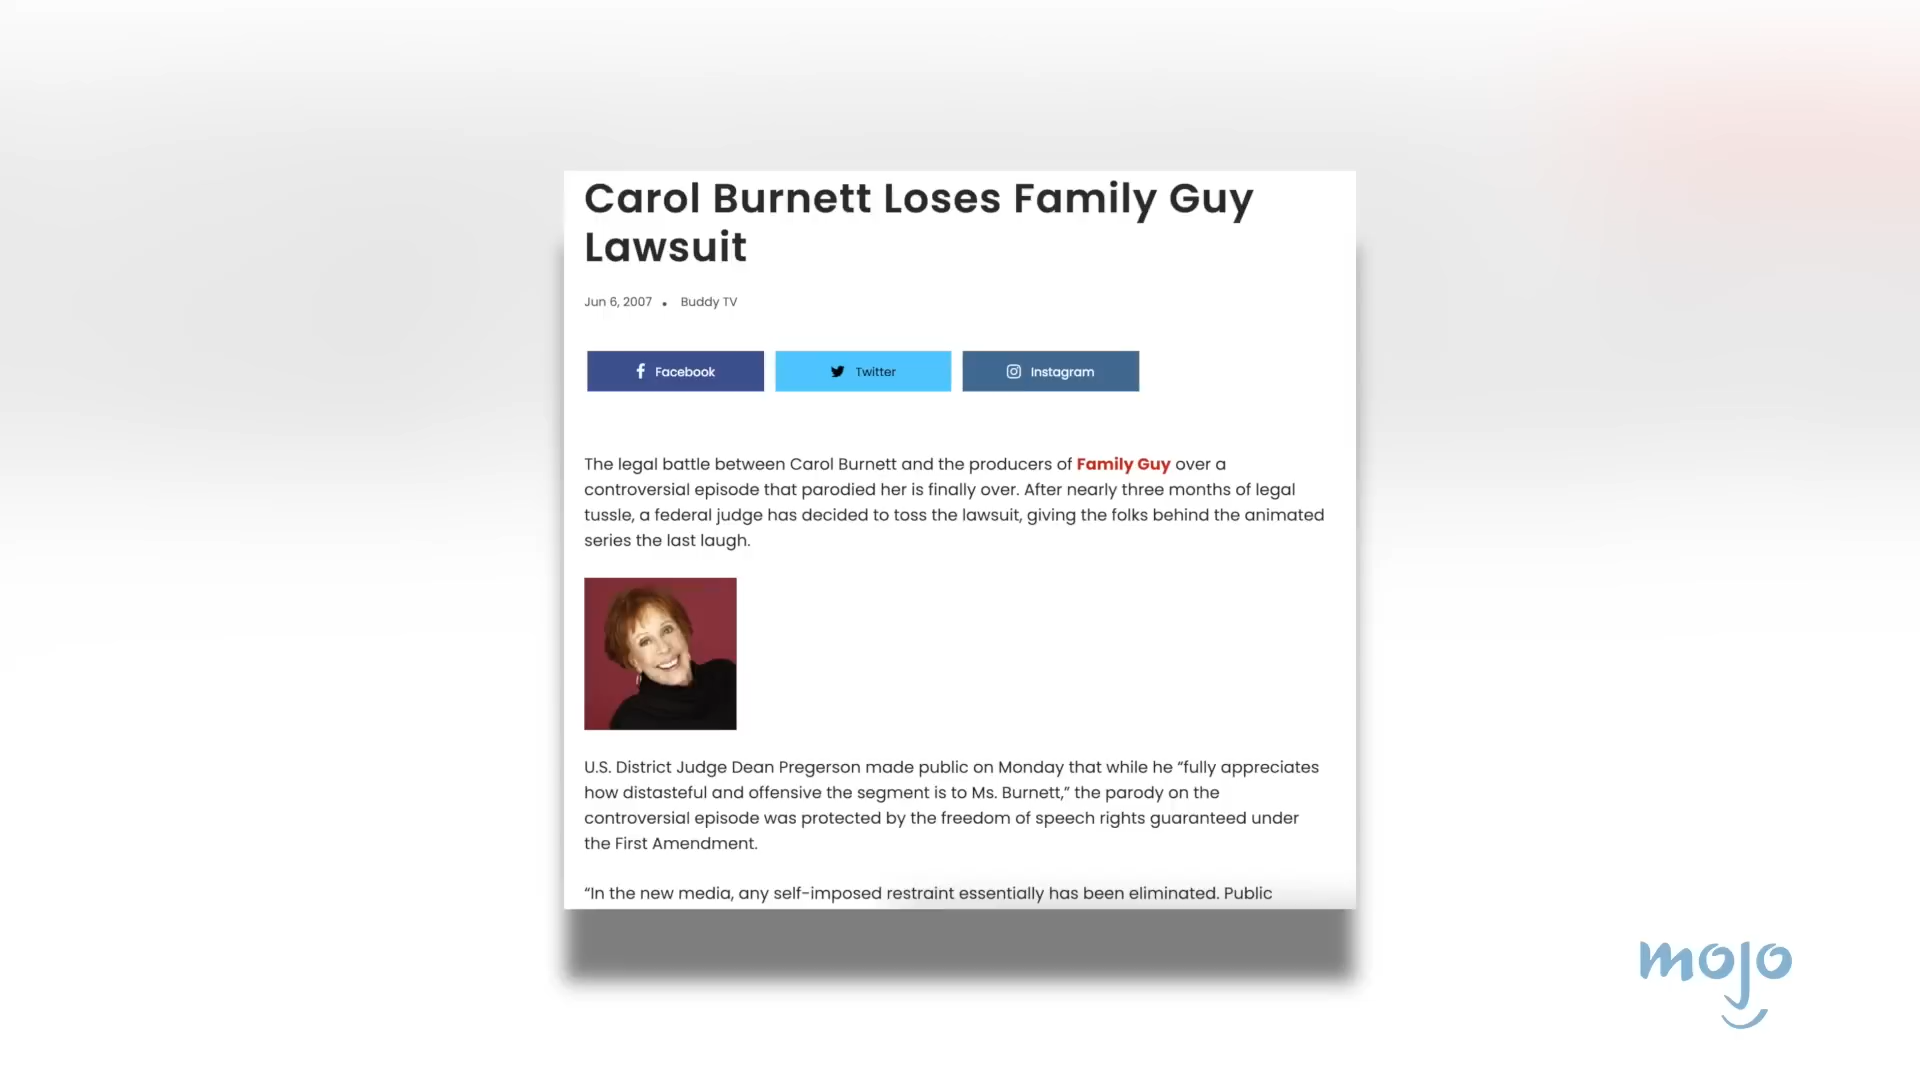 Carol Burnett Loses Family Guy
Lawsuit
Jun 6, 2007 • Buddy TV
Facebook
Twitter
Instagram
The legal battle between Carol Burnett and the producers of Family Guy over a
controversial episode that parodied her is finally over. After nearly three months of legal
tussle, a federal judge has decided to toss the lawsuit, giving the folks behind the animated
series the last laugh.
U.S. District Judge Dean Pregerson made public on Monday that while he “fully appreciates
how distasteful and offensive the segment is to Ms. Burnett,” the parody on the
controversial episode was protected by the freedom of speech rights guaranteed under
the First Amendment.
“In the new media, any self-imposed restraint essentially has been eliminated. Public
mojo